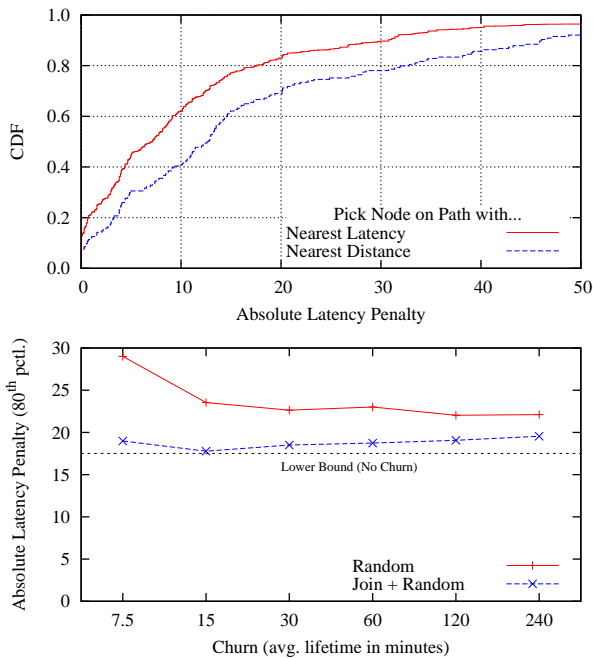 1.0
0.8
0.6
0.4
0.2
0.0
CDF
0 10 20 30 40 50
Absolute Latency Penalty
Pick Node on Path with...
Nearest Latency
Nearest Distance
30
25
20
15
10
5
0
Absolute Latency Penalty (80th pctl.)
Lower Bound (No Churn)
Random
Join + Random
7.5 15 30 60 120 240
Churn (avg. lifetime in minutes)